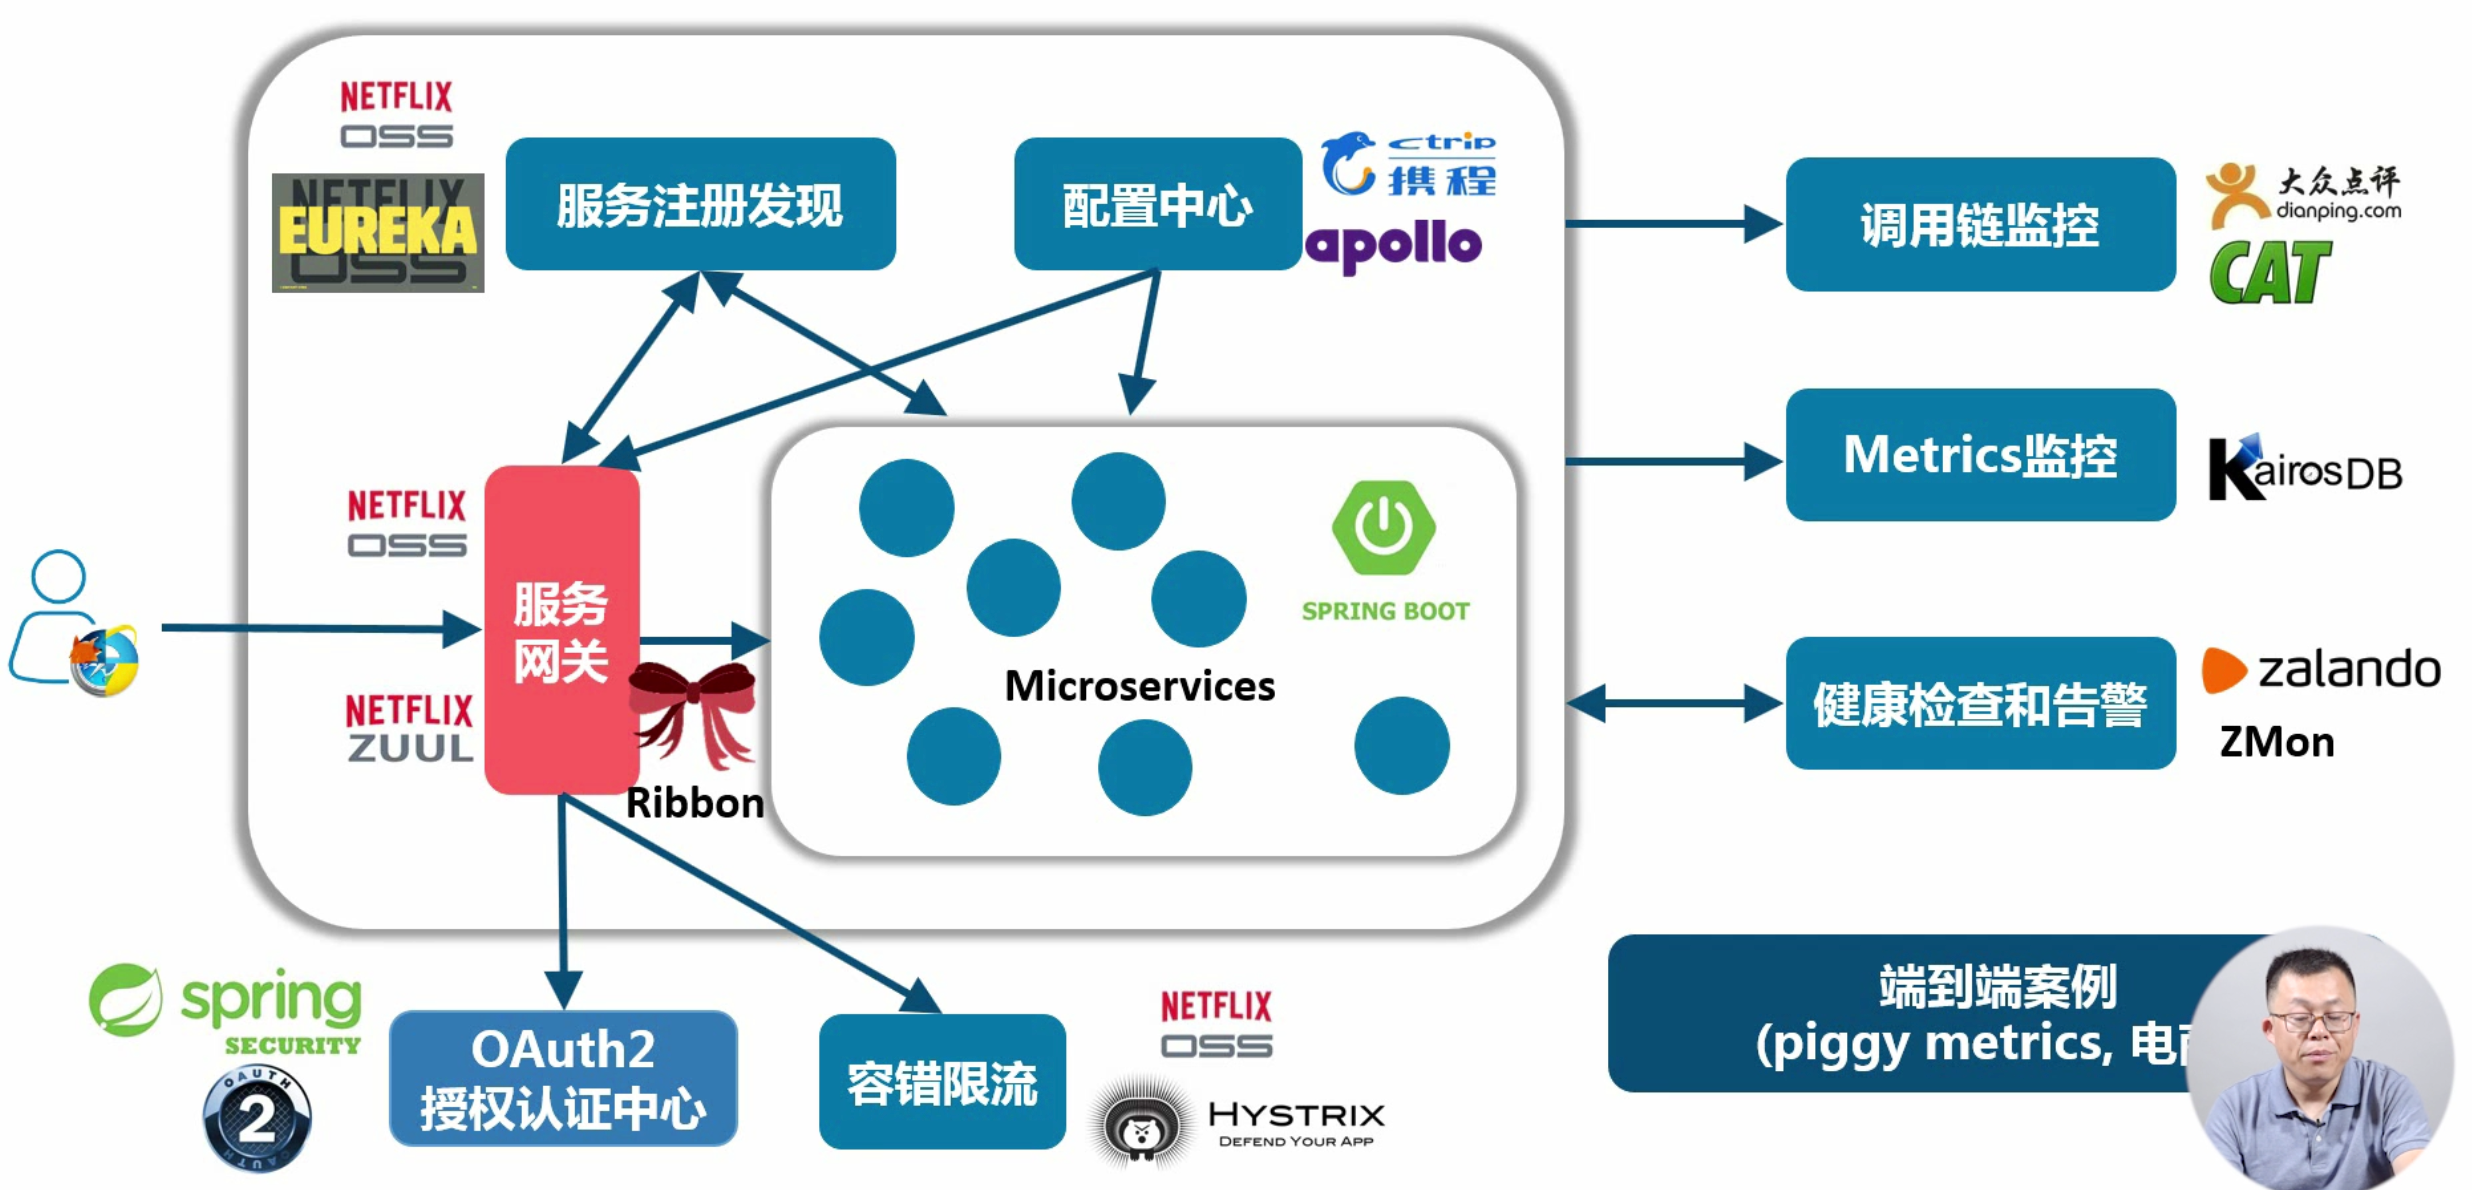 NETFLIX
OSS
NETFLIX
EUREKA
OSS
服务注册发现
配置中心
ctrip
携程
apollo
调用链监控
大众点评
dianping.com
CAT
Metrics监控
KairosDB
NETFLIX
OSS
服务
网关
NETFLIX
ZUUL
Ribbon
SPRING BOOT
Microservices
健康检查和告警
zalando
ZMon
spring
SECURITY
OAUTH
2
OAUTH
OAuth2
授权认证中心
容错限流
NETFLIX
OSS
HYSTRIX
DEFEND YOUR APP
端到端案例
(piggy metrics, 电